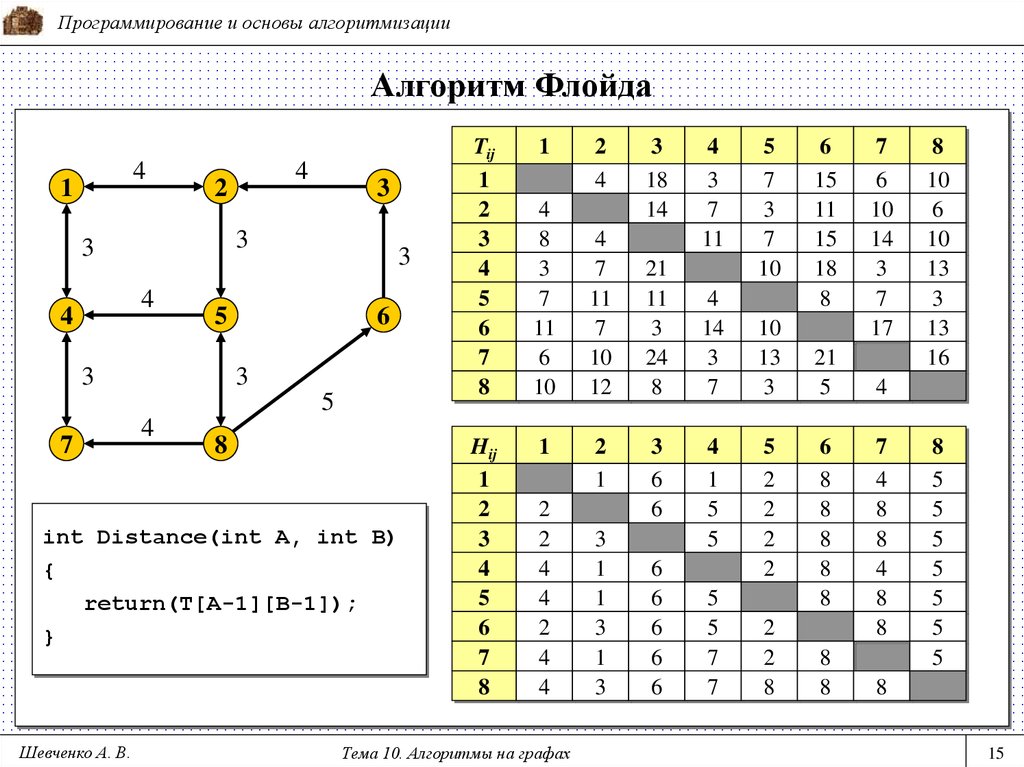 Программирование и основы алгоритмизации
Алгоритм Флойда
4 4
1 2 3
3 3 3
4
4 5 6
3 3
5
4
7 8
int Distance(int A, int B)
{
return(T[A-1][B-1]);
}
Tij 1 2 3 4 5 6 7 8
1 4 18 3 7 15 6 10
2 4 14 7 3 11 10 6
3 8 4 11 7 15 14 10
4 3 7 21 10 18 3 13
5 7 11 11 4 8 7 3
6 11 7 3 14 10 17 13
7 6 10 24 3 13 21 16
8 10 12 8 7 3 5 4
Hij 1 2 3 4 5 6 7 8
1 1 6 1 2 8 4 5
2 2 6 5 2 8 8 5
3 2 3 5 2 8 8 5
4 4 1 6 2 8 4 5
5 4 1 6 5 8 8 5
6 2 3 6 5 2 8 5
7 4 1 6 7 2 8 5
8 4 3 6 7 8 8 8
Шевченко А. В. Тема 10. Алгоритмы на графах 15